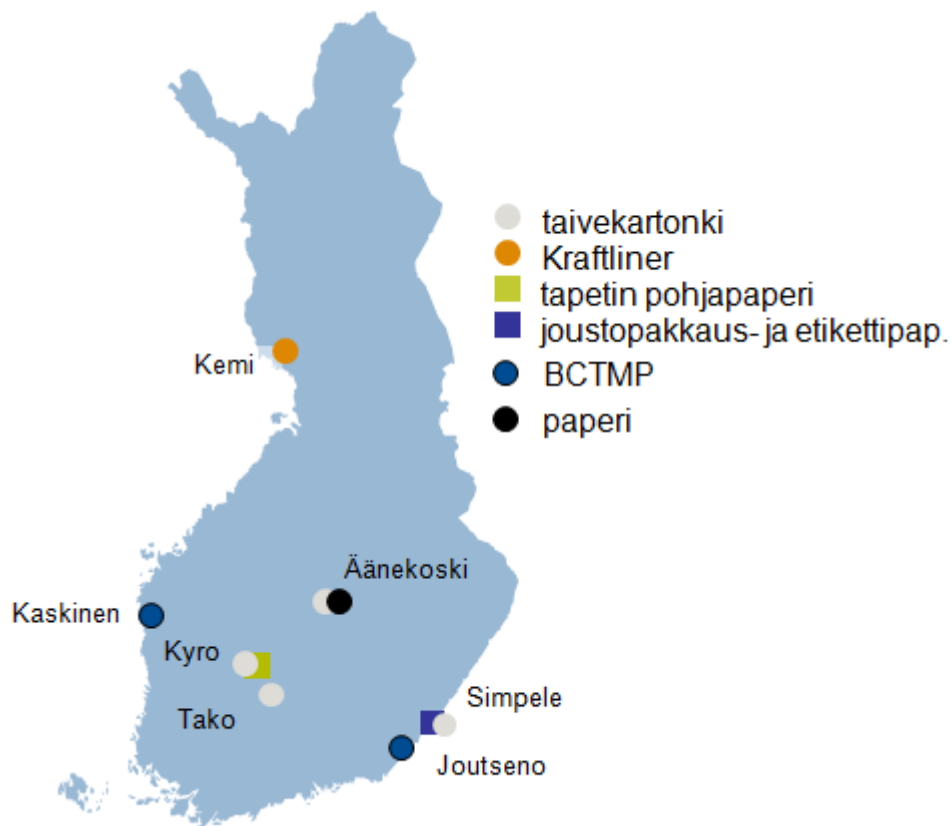 taivekartonki
Kraftliner
tapetin pohjapaperi
joustopakkaus- ja etikettipap.
BCTMP
paperi
Kemi
Äänekoski
Kaskinen
Kyro
Tako
Simpele
Joutseno